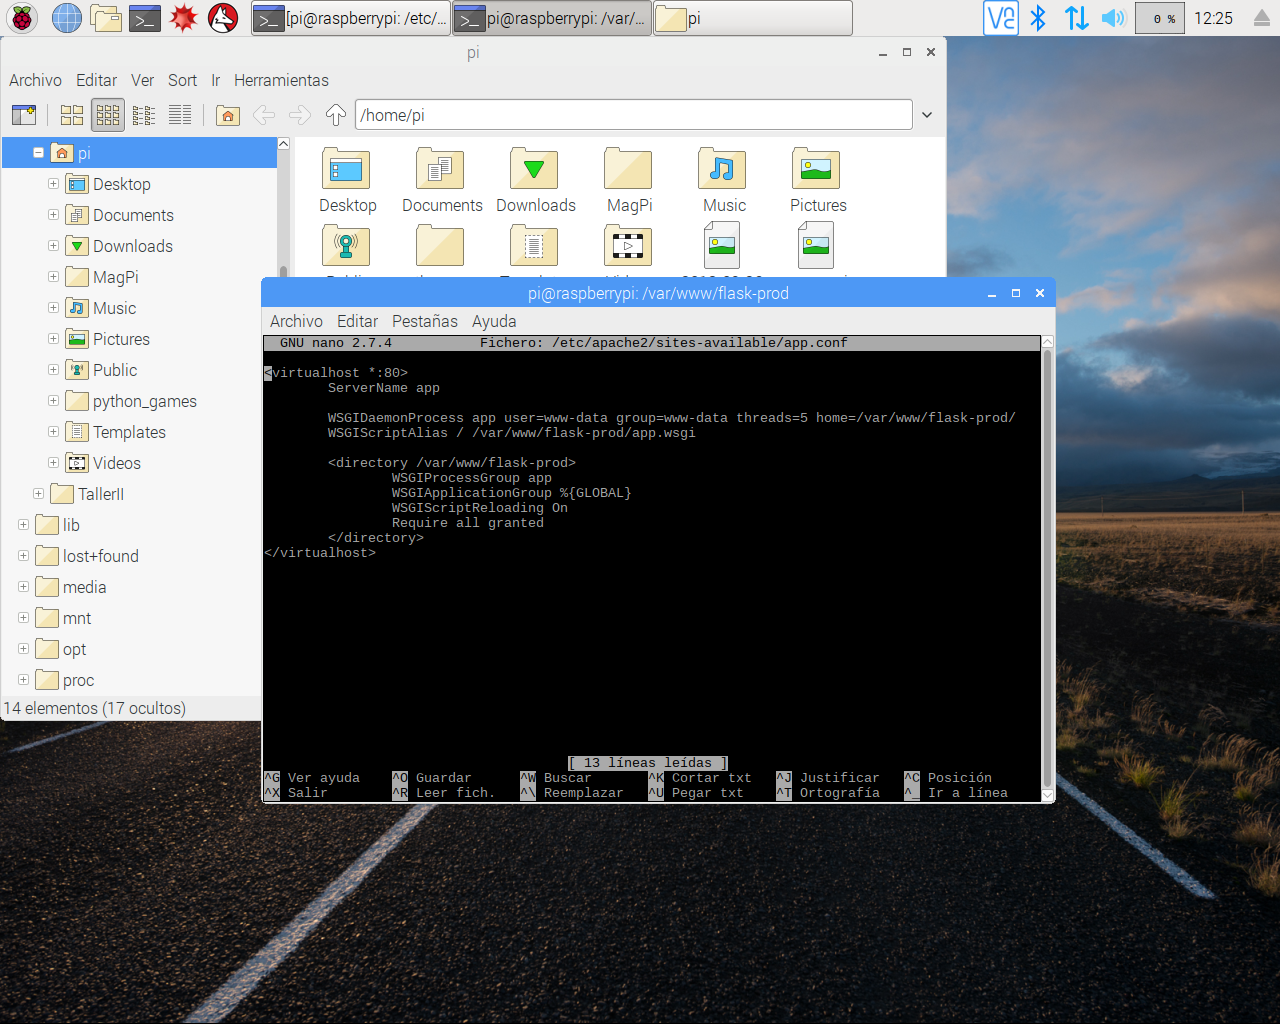 [pi@raspberrypi: /etc/...
pi@raspberrypi: /var/...
pi
0 %
12:25
pi
Archivo Editar Ver Sort Ir Herramientas
/home/pi
pi
Desktop
Documents
Downloads
MagPi
Music
Pictures
Public
python_games
Templates
Videos
TallerII
lib
lost+found
media
mnt
opt
proc
14 elementos (17 ocultos)
Desktop Documents Downloads MagPi Music Pictures
pi@raspberrypi: /var/www/flask-prod
Archivo Editar Pestañas Ayuda
GNU nano 2.7.4 Fichero: /etc/apache2/sites-available/app.conf
<virtualhost *:80>
ServerName app
WSGIDaemonProcess app user=www-data group=www-data threads=5 home=/var/www/flask-prod/
WSGIScriptAlias / /var/www/flask-prod/app.wsgi
<directory /var/www/flask-prod>
WSGIProcessGroup app
WSGIApplicationGroup %{GLOBAL}
WSGIScriptReloading On
Require all granted
</directory>
</virtualhost>
[ 13 líneas leídas ]
^G Ver ayuda ^O Guardar ^W Buscar ^K Cortar txt ^J Justificar ^C Posición
^X Salir ^R Leer fich. ^\ Reemplazar ^U Pegar txt ^T Ortografía ^_ Ir a línea